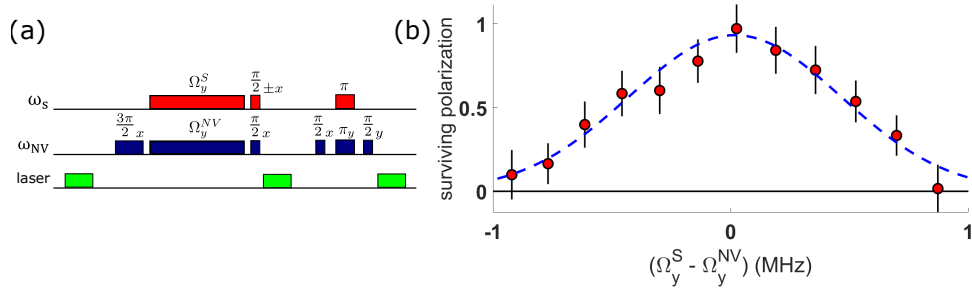 (a)
Ω_y^S π/2 ±x π
ω_s
3π/2 x Ω_y^NV π/2 x π/2 x π_y π/2 y
ω_NV
laser
(b)
surviving polarization
1
0.5
0
-1 0 1
(Ω_y^S - Ω_y^NV) (MHz)